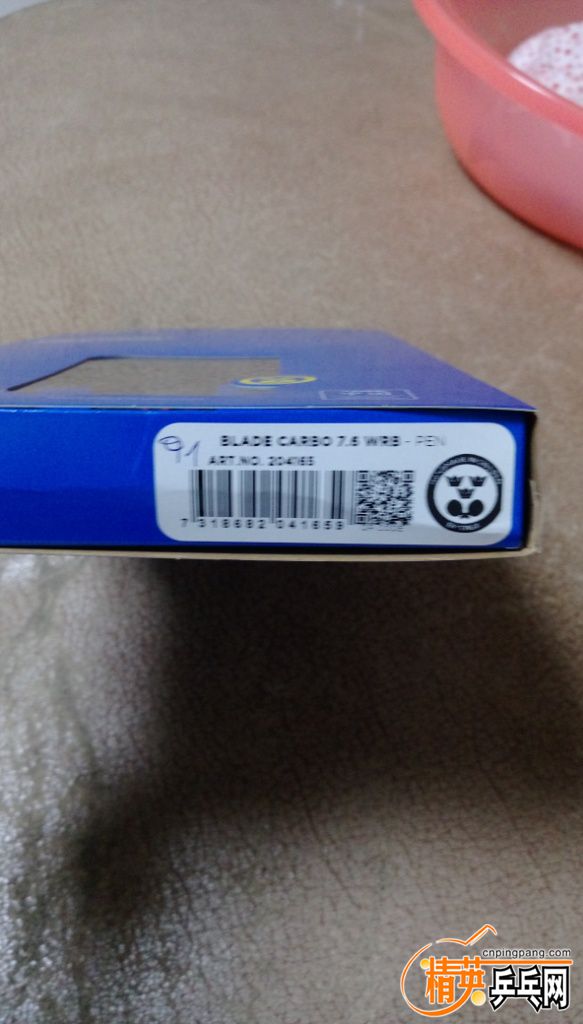 91
BLADE CARBO 7.6 WRB - PEN
ART.NO. 204165
7 318682 041659
cnpingpang.com
精英乒乓网